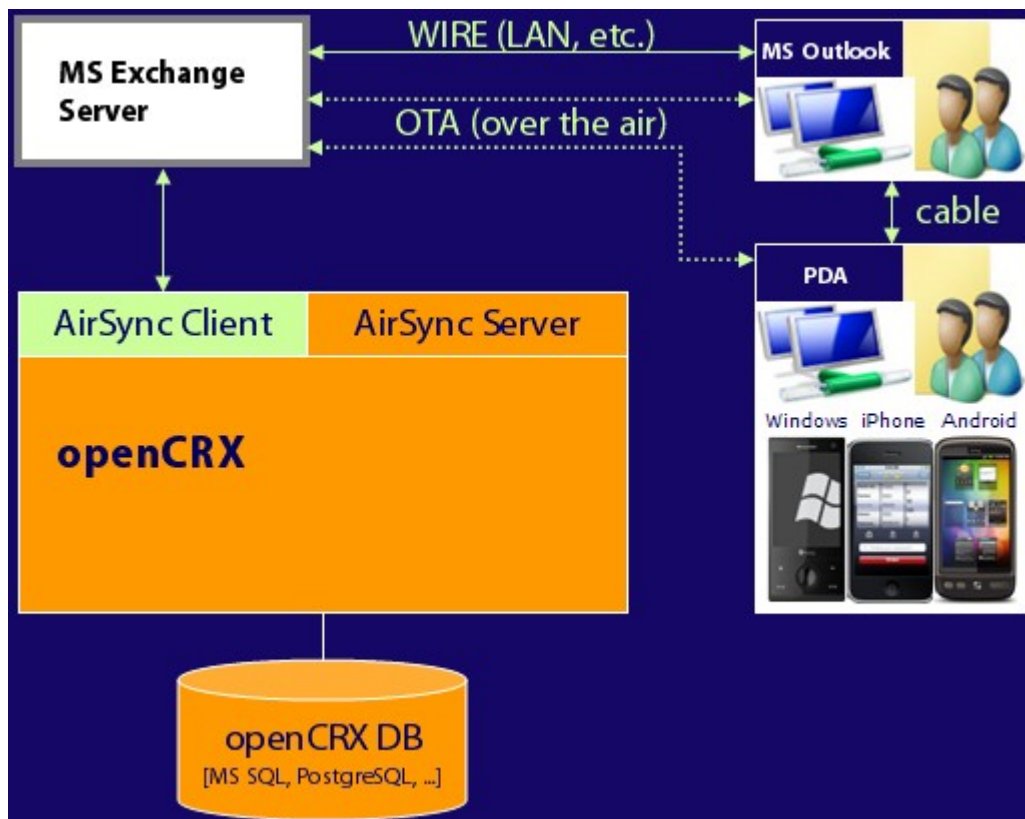 WIRE (LAN, etc.)
MS Exchange
Server
MS Outlook
OTA (over the air)
cable
PDA
AirSync Client
AirSync Server
Windows iPhone Android
openCRX
openCRX DB
[MS SQL, PostgreSQL, ...]